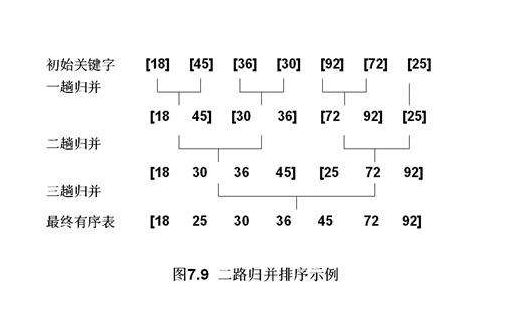 初始关键字 [18] [45] [36] [30] [92] [72] [25]
一趟归并
[18 45] [30 36] [72 92] [25]
二趟归并
[18 30 36 45] [25 72 92]
三趟归并
最终有序表 [18 25 30 36 45 72 92]
图7.9 二路归并排序示例